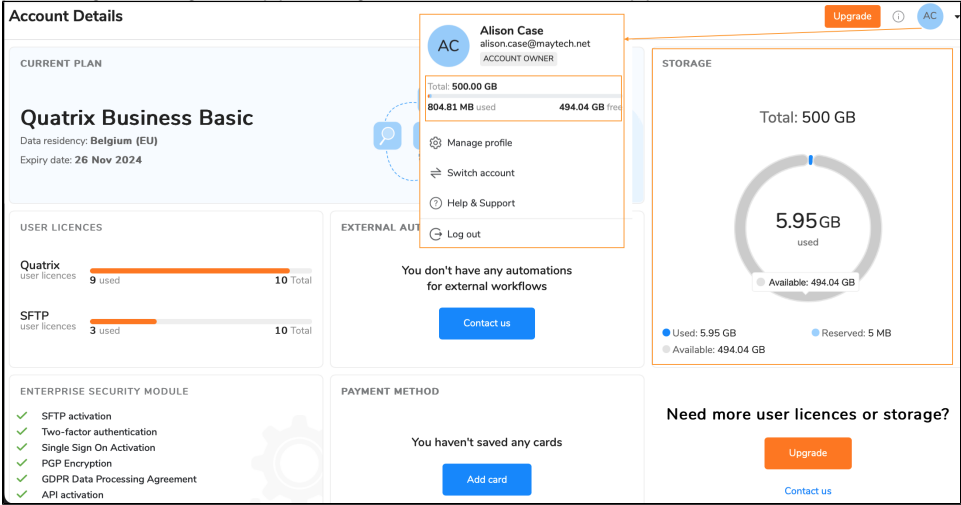 Account Details
Upgrade
AC
CURRENT PLAN
Quatrix Business Basic
Data residency: Belgium (EU)
Expiry date: 26 Nov 2024
AC
Alison Case
alison.case@maytech.net
ACCOUNT OWNER
Total: 500.00 GB
804.81 MB used 494.04 GB free
Manage profile
Switch account
Help & Support
Log out
STORAGE
Total: 500 GB
5.95GB
used
Available: 494.04 GB
Used: 5.95 GB Reserved: 5 MB
Available: 494.04 GB
USER LICENCES
Quatrix
user licences
9 used 10 Total
SFTP
user licences
3 used 10 Total
EXTERNAL AUT
You don't have any automations
for external workflows
Contact us
ENTERPRISE SECURITY MODULE
SFTP activation
Two-factor authentication
Single Sign On Activation
PGP Encryption
GDPR Data Processing Agreement
API activation
PAYMENT METHOD
You haven't saved any cards
Add card
Need more user licences or storage?
Upgrade
Contact us